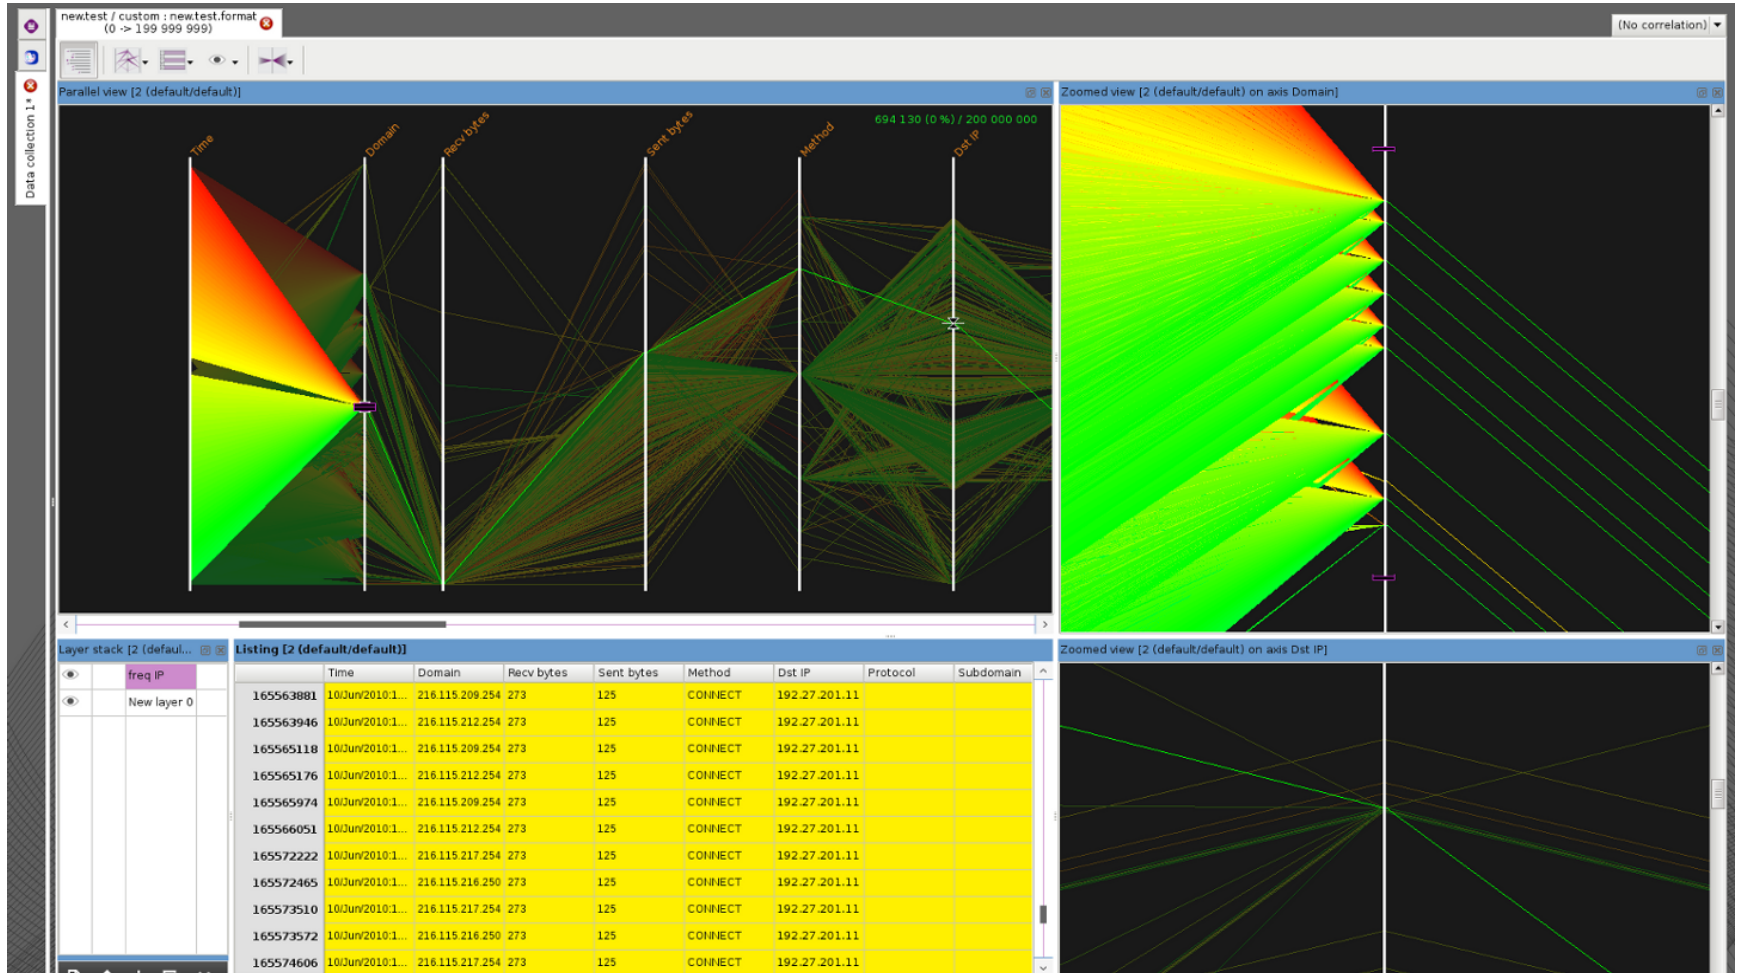 new.test / custom : new.test.format
(0 -> 199 999 999)
(No correlation)
Data collection 1*
Parallel view [2 (default/default)]
Zoomed view [2 (default/default) on axis Domain]
694 130 (0 %) / 200 000 000
Time
Domain
Recv bytes
Sent bytes
Method
Dst IP
Layer stack [2 (defaul...
Listing [2 (default/default)]
Zoomed view [2 (default/default) on axis Dst IP]
freq IP
New layer 0
Time Domain Recv bytes Sent bytes Method Dst IP Protocol Subdomain
165563881 10/Jun/2010:1... 216.115.209.254 273 125 CONNECT 192.27.201.11
165563946 10/Jun/2010:1... 216.115.212.254 273 125 CONNECT 192.27.201.11
165565118 10/Jun/2010:1... 216.115.209.254 273 125 CONNECT 192.27.201.11
165565176 10/Jun/2010:1... 216.115.212.254 273 125 CONNECT 192.27.201.11
165565974 10/Jun/2010:1... 216.115.209.254 273 125 CONNECT 192.27.201.11
165566051 10/Jun/2010:1... 216.115.212.254 273 125 CONNECT 192.27.201.11
165572222 10/Jun/2010:1... 216.115.217.254 273 125 CONNECT 192.27.201.11
165572465 10/Jun/2010:1... 216.115.216.250 273 125 CONNECT 192.27.201.11
165573510 10/Jun/2010:1... 216.115.217.254 273 125 CONNECT 192.27.201.11
165573572 10/Jun/2010:1... 216.115.216.250 273 125 CONNECT 192.27.201.11
165574606 10/Jun/2010:1... 216.115.217.254 273 125 CONNECT 192.27.201.11